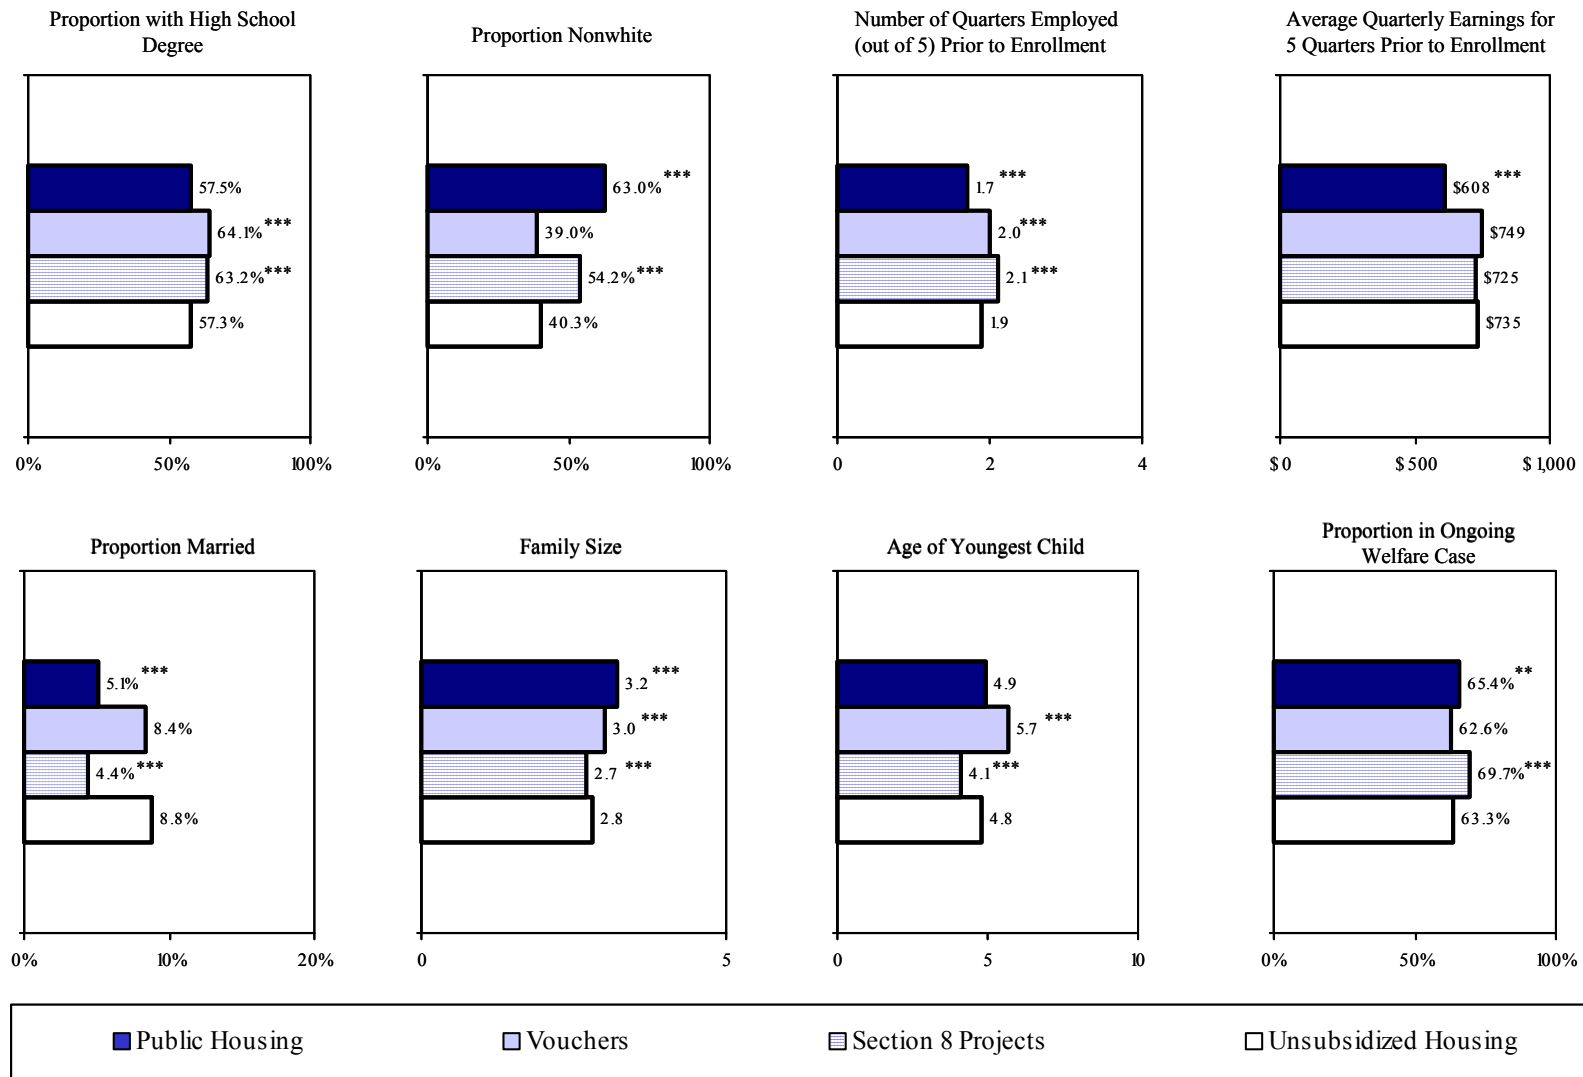 Proportion with High School
Degree
57.5%
64.1%***
63.2%***
57.3%
0% 50% 100%
Proportion Nonwhite
63.0%***
39.0%
54.2%***
40.3%
0% 50% 100%
Number of Quarters Employed
(out of 5) Prior to Enrollment
1.7 ***
2.0***
2.1 ***
1.9
0 2 4
Average Quarterly Earnings for
5 Quarters Prior to Enrollment
$608 ***
$749
$725
$735
$0 $500 $1,000
Proportion Married
5.1% ***
8.4%
4.4%***
8.8%
0% 10% 20%
Family Size
3.2 ***
3.0 ***
2.7 ***
2.8
0 5
Age of Youngest Child
4.9
5.7 ***
4.1***
4.8
0 5 10
Proportion in Ongoing
Welfare Case
65.4% **
62.6%
69.7%***
63.3%
0% 50% 100%
Public Housing Vouchers Section 8 Projects Unsubsidized Housing